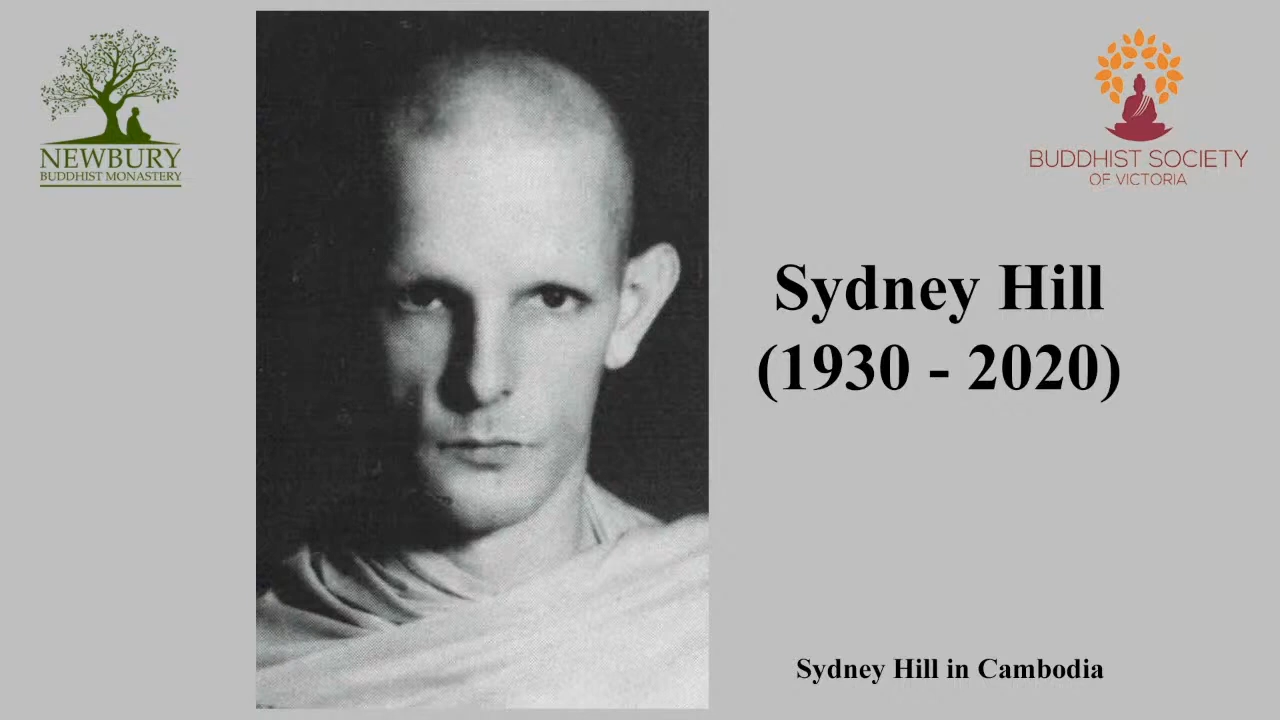 NEWBURY
BUDDHIST MONASTERY
BUDDHIST SOCIETY
OF VICTORIA
Sydney Hill
(1930 - 2020)
Sydney Hill in Cambodia